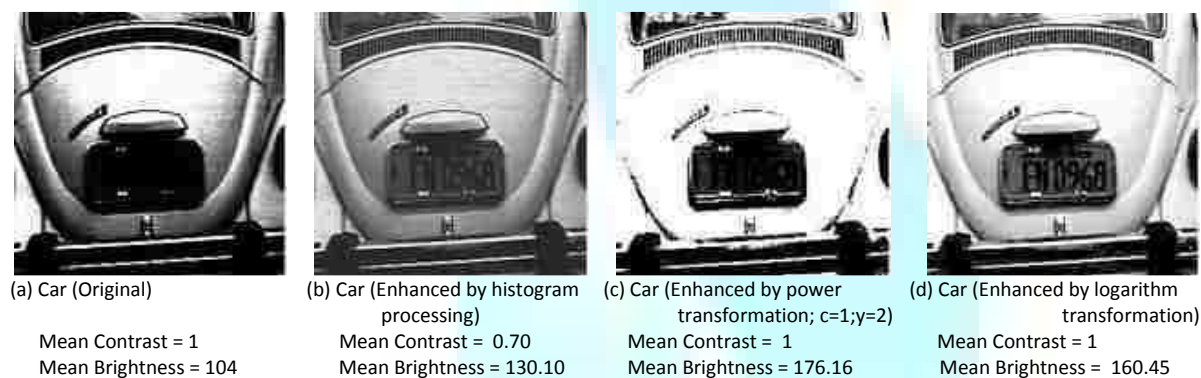 (a) Car (Original)
Mean Contrast = 1
Mean Brightness = 104
(b) Car (Enhanced by histogram
processing)
Mean Contrast = 0.70
Mean Brightness = 130.10
(c) Car (Enhanced by power
transformation; c=1;y=2)
Mean Contrast = 1
Mean Brightness = 176.16
(d) Car (Enhanced by logarithm
transformation)
Mean Contrast = 1
Mean Brightness = 160.45